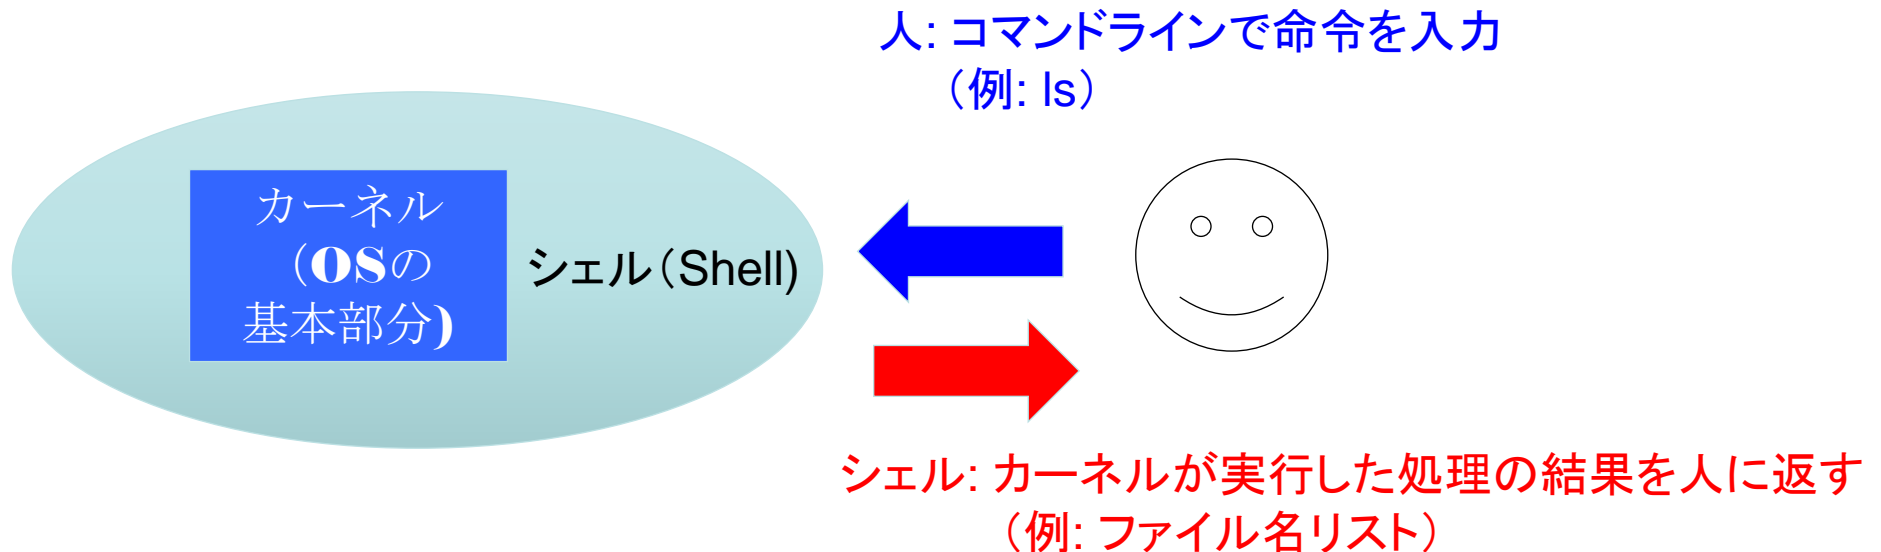 人: コマンドラインで命令を入力
（例: ls）
カーネル
（OSの
基本部分)
シェル（Shell)
シェル: カーネルが実行した処理の結果を人に返す
（例: ファイル名リスト）